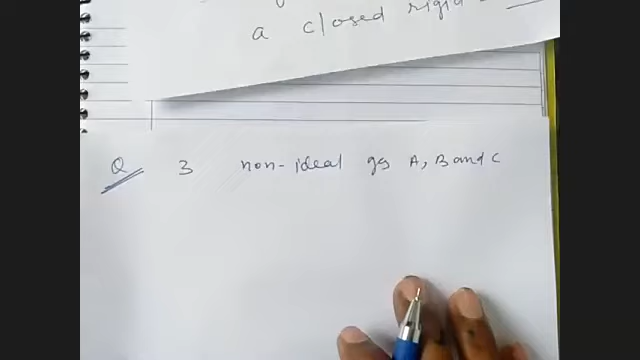 a closed rigid
Q 3 non-ideal gs A, B and C